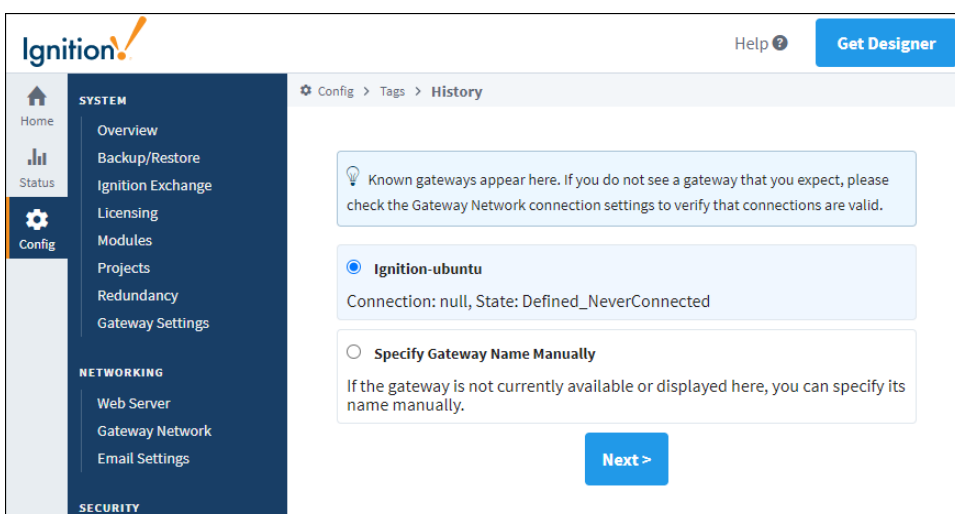 Ignition!
Help ?
Get Designer
Home
Status
Config
SYSTEM
Overview
Backup/Restore
Ignition Exchange
Licensing
Modules
Projects
Redundancy
Gateway Settings
NETWORKING
Web Server
Gateway Network
Email Settings
SECURITY
Config > Tags > History
Known gateways appear here. If you do not see a gateway that you expect, please
check the Gateway Network connection settings to verify that connections are valid.
Ignition-ubuntu
Connection: null, State: Defined_NeverConnected
Specify Gateway Name Manually
If the gateway is not currently available or displayed here, you can specify its
name manually.
Next >